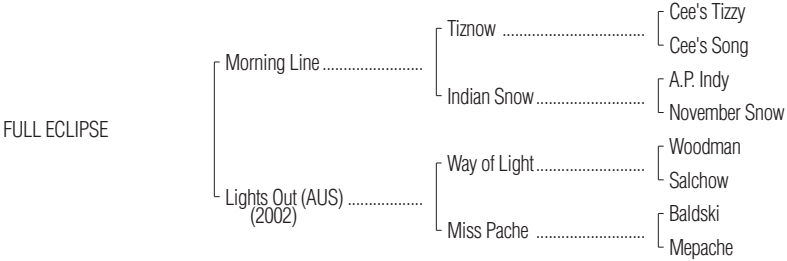 Cee's Tizzy
Tiznow ..............................
Cee's Song
Morning Line .....................
A.P. Indy
Indian Snow ......................
November Snow
FULL ECLIPSE
Woodman
Way of Light ......................
Salchow
Lights Out (AUS) ................
(2002)
Baldski
Miss Pache ......................
Mepache